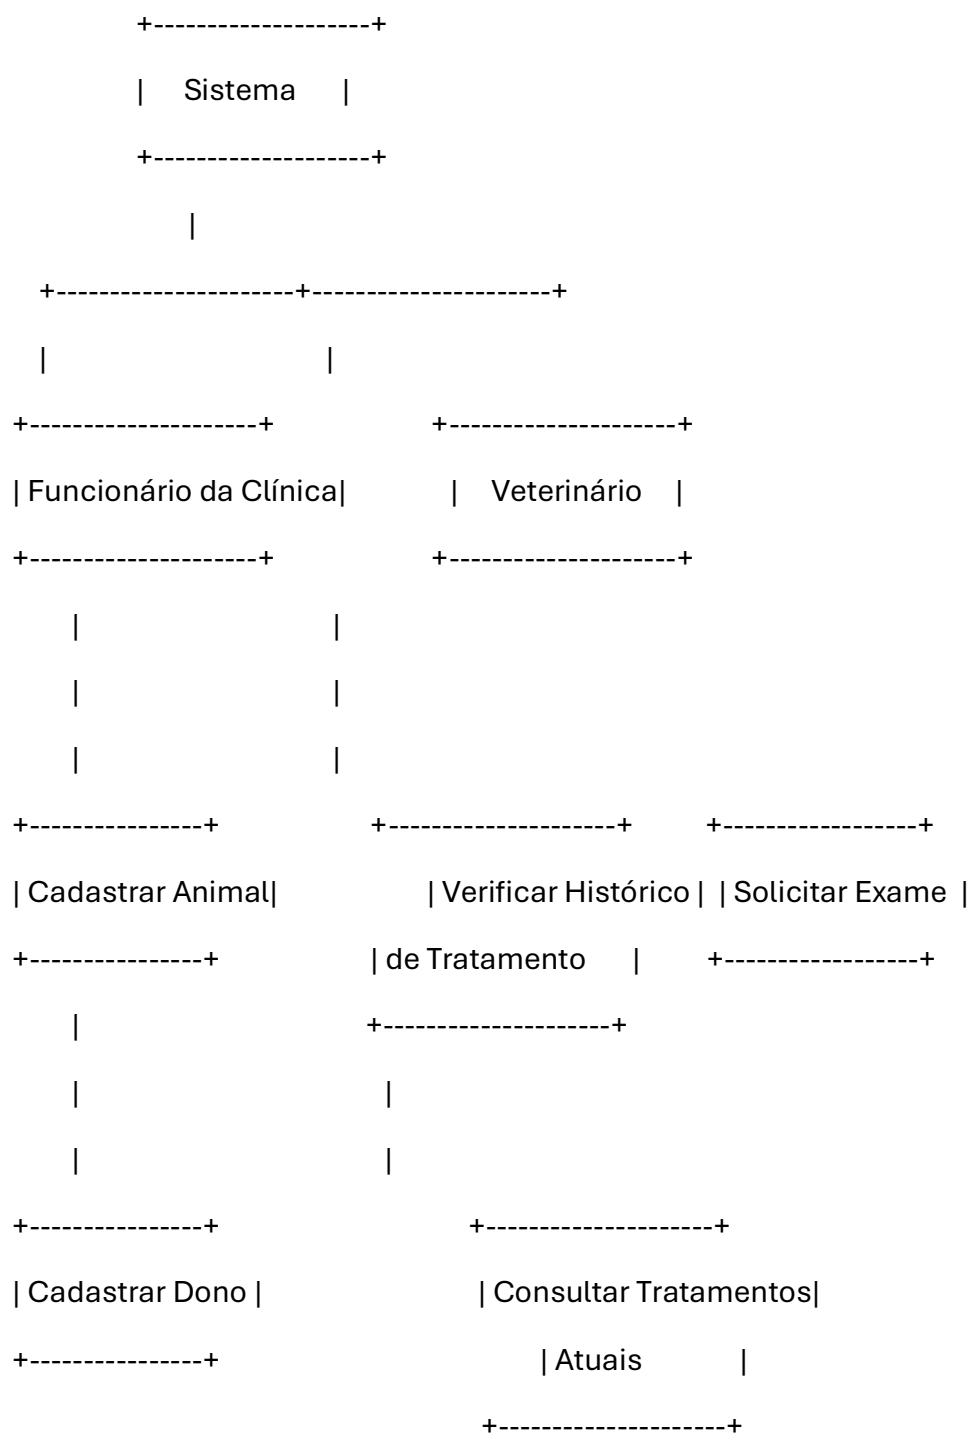 +--------------------+
| Sistema |
+--------------------+
|
+----------------------+----------------------+
| |
+---------------------+ +---------------------+
| Funcionário da Clínica| | Veterinário |
+---------------------+ +---------------------+
| |
| |
| |
+----------------+ +---------------------+ +------------------+
| Cadastrar Animal| | Verificar Histórico | | Solicitar Exame |
+----------------+ | de Tratamento | +------------------+
| +---------------------+
| |
| |
+----------------+ +---------------------+
| Cadastrar Dono | | Consultar Tratamentos|
+----------------+ | Atuais |
+---------------------+